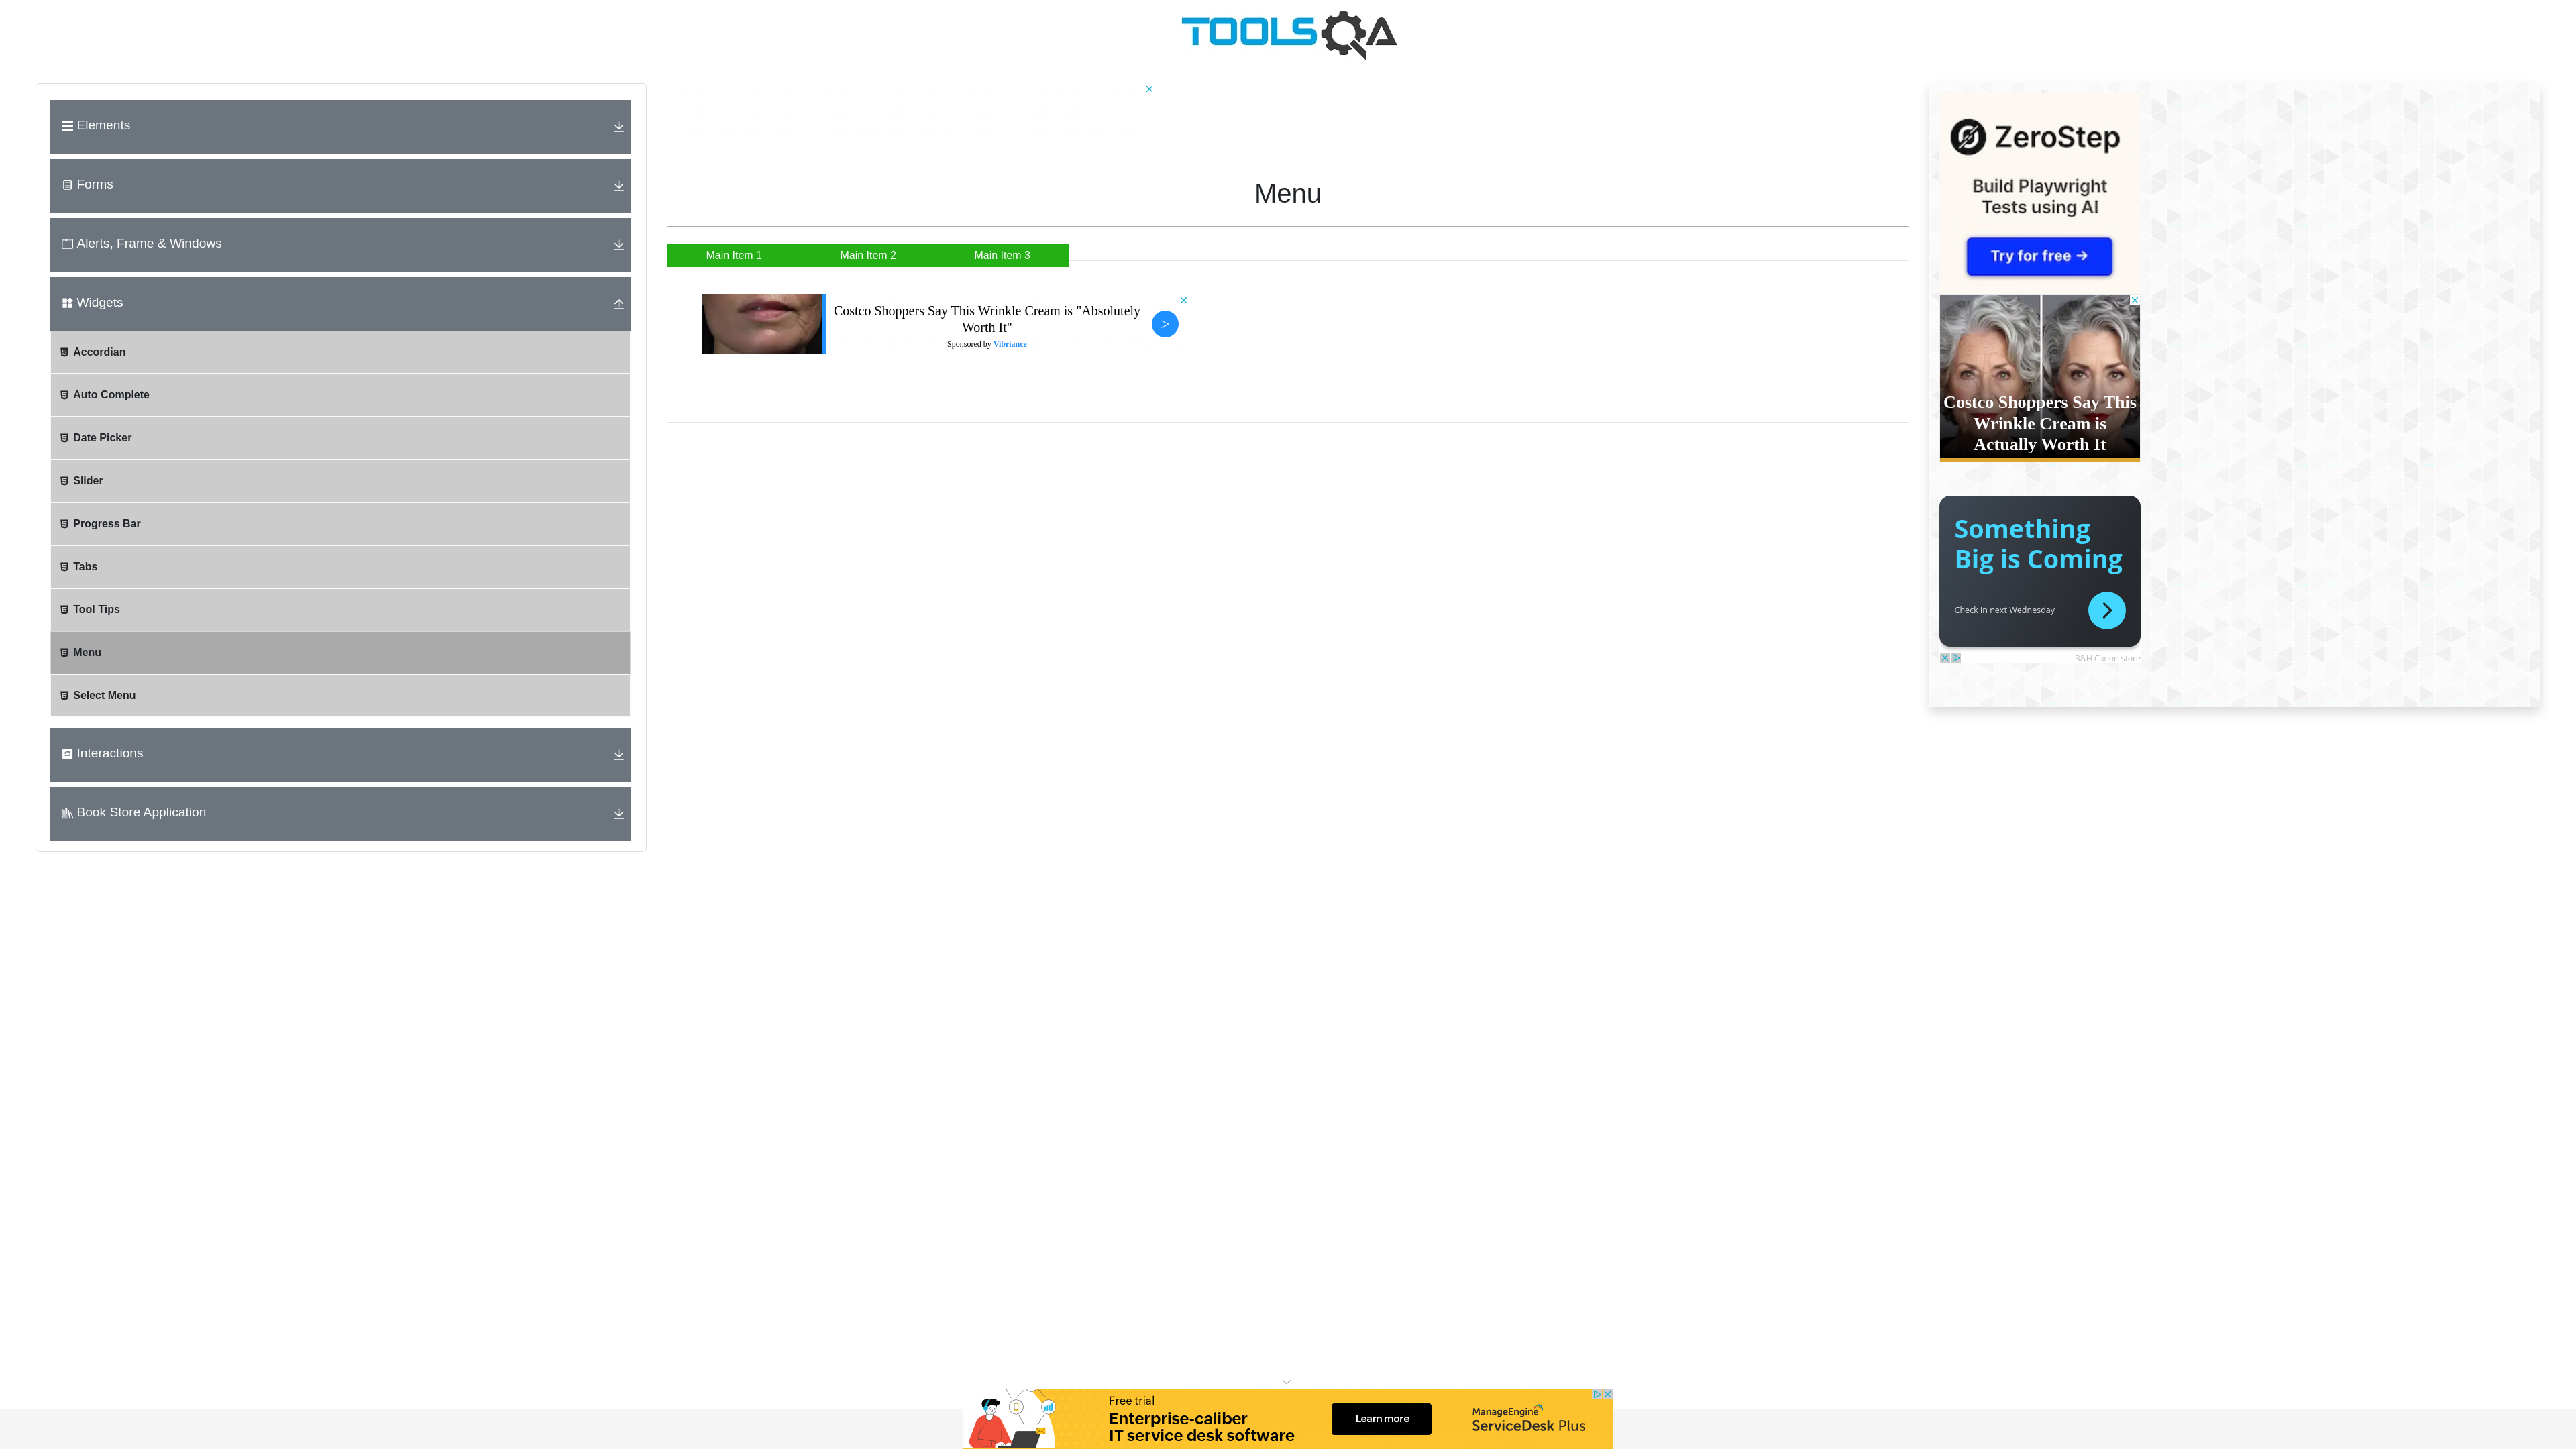 TOOLSQA
Elements
Forms
Alerts, Frame & Windows
Widgets
Accordian
Auto Complete
Date Picker
Slider
Progress Bar
Tabs
Tool Tips
Menu
Select Menu
Interactions
Book Store Application
Menu
Main Item 1
Main Item 2
Main Item 3
Costco Shoppers Say This Wrinkle Cream is "Absolutely
Worth It"
Sponsored by Vibriance
>
ZeroStep
Build Playwright
Tests using AI
Try for free →
Costco Shoppers Say This
Wrinkle Cream is
Actually Worth It
Something
Big is Coming
Check in next Wednesday
B&H Canon store
Free trial
Enterprise-caliber
IT service desk software
Learn more
ManageEngine
ServiceDesk Plus